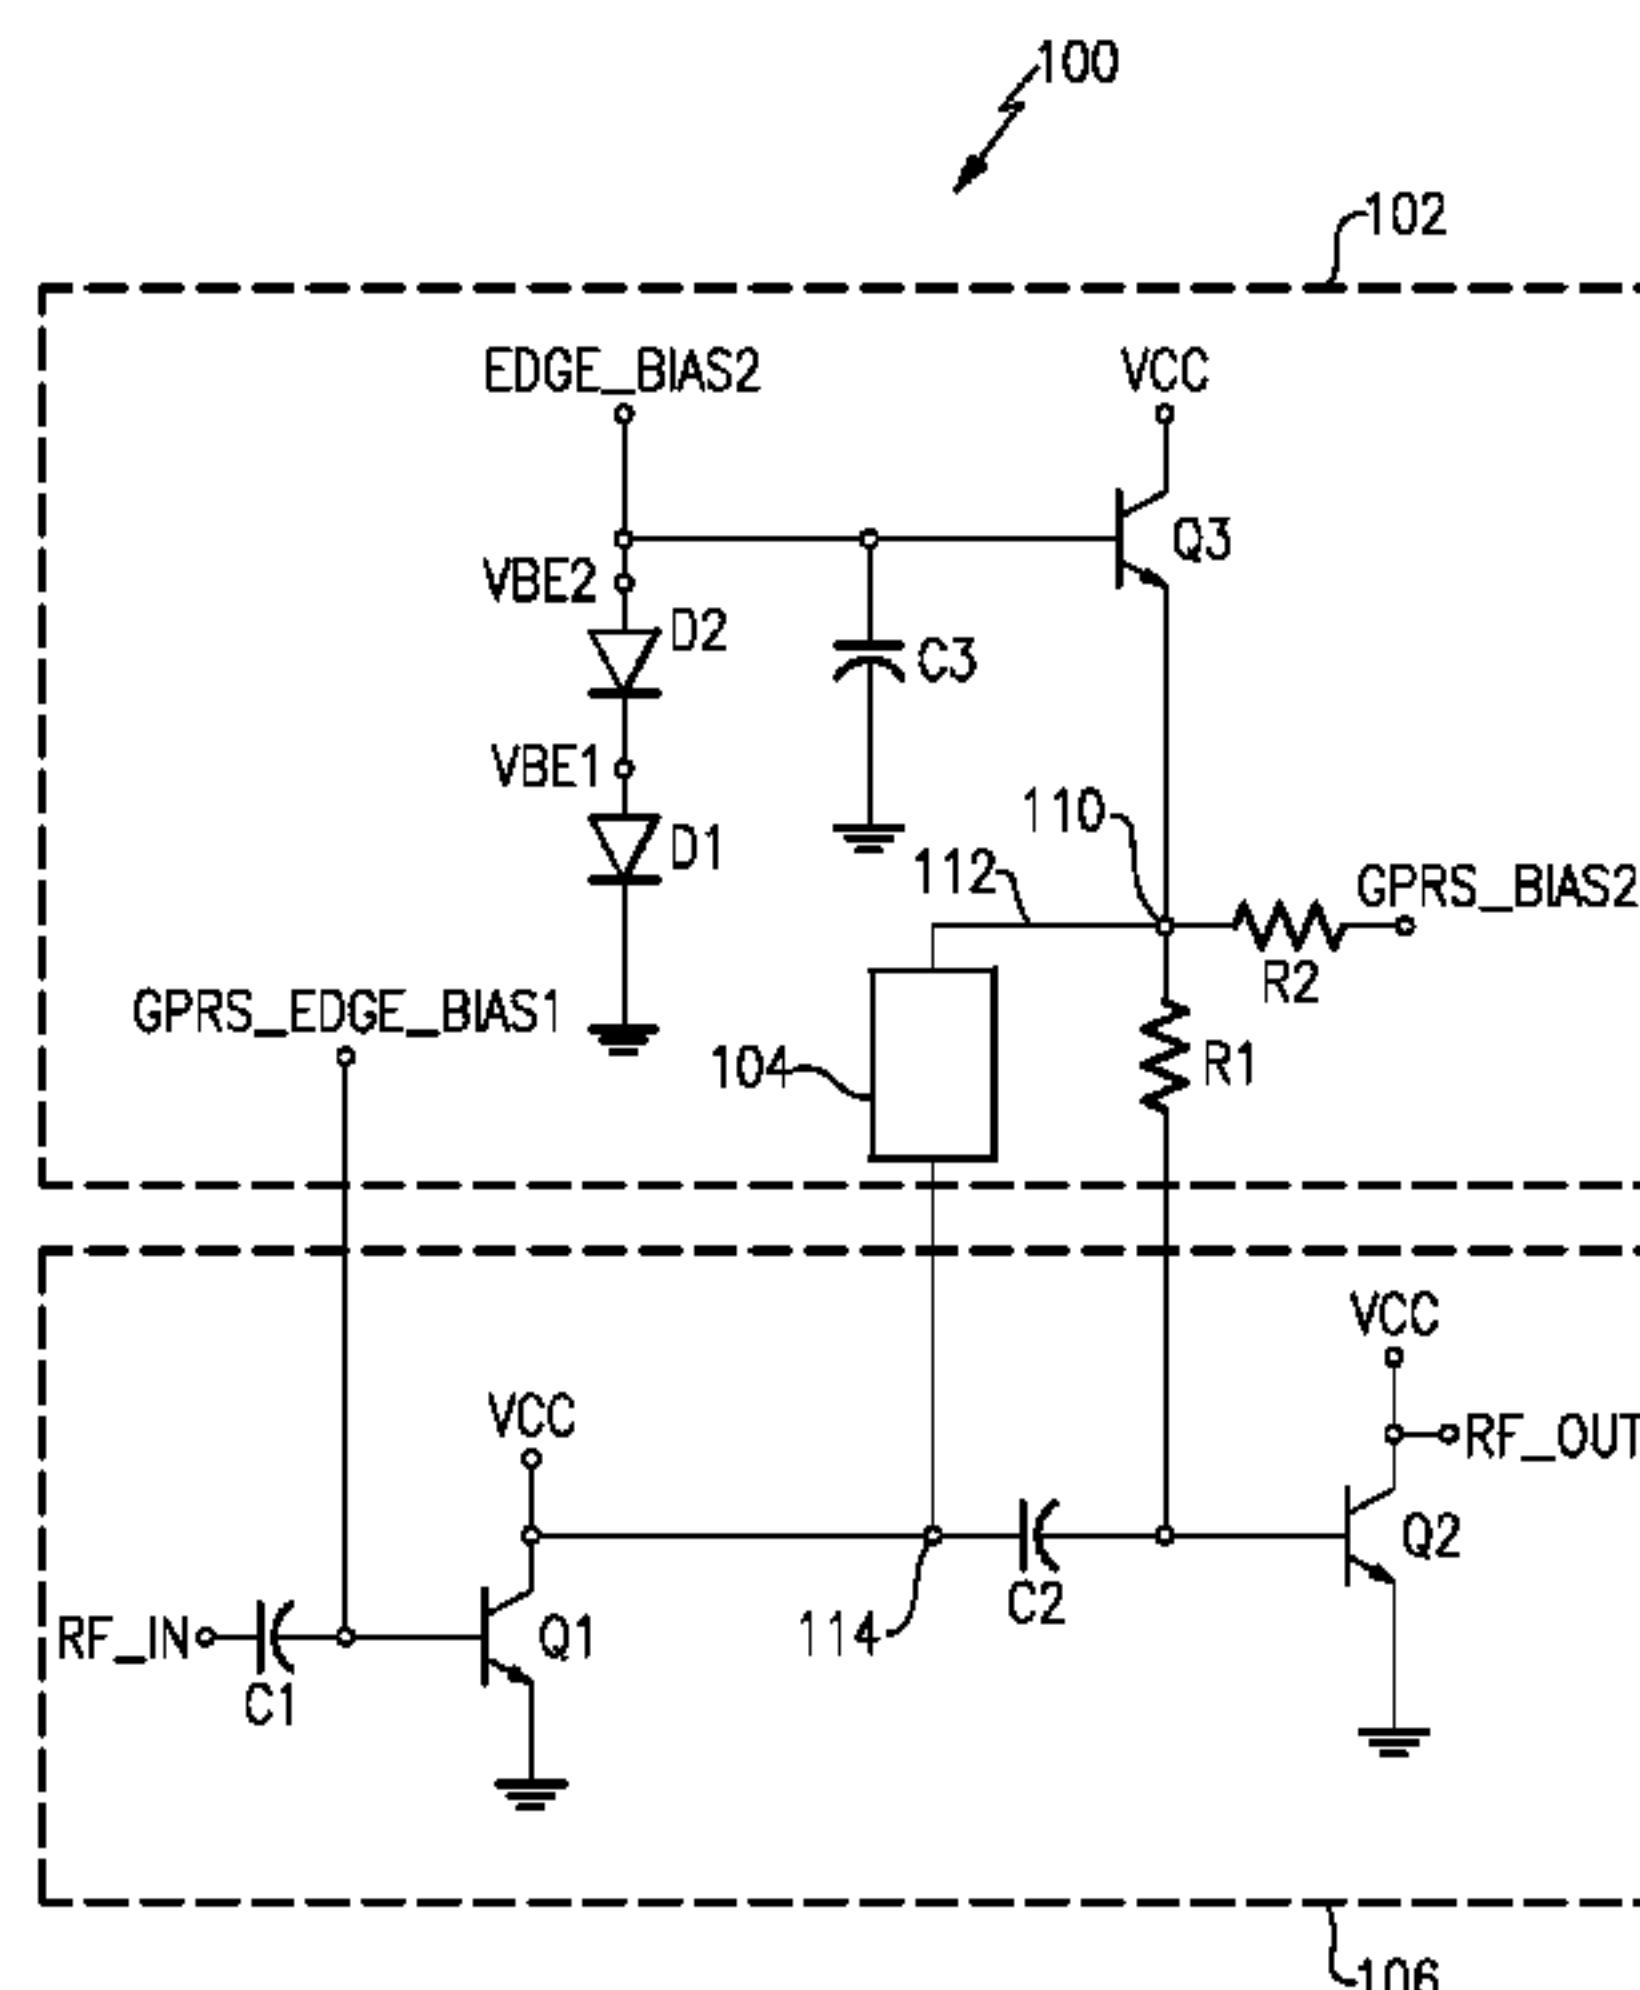 100
102
EDGE_BIAS2
VCC
Q3
VBE2
D2
C3
VBE1
110
D1
112
GPRS_BIAS2
R2
GPRS_EDGE_BIAS1
104
R1
VCC
VCC
RF_OUT
Q2
C2
RF_IN
Q1
114
C1
106